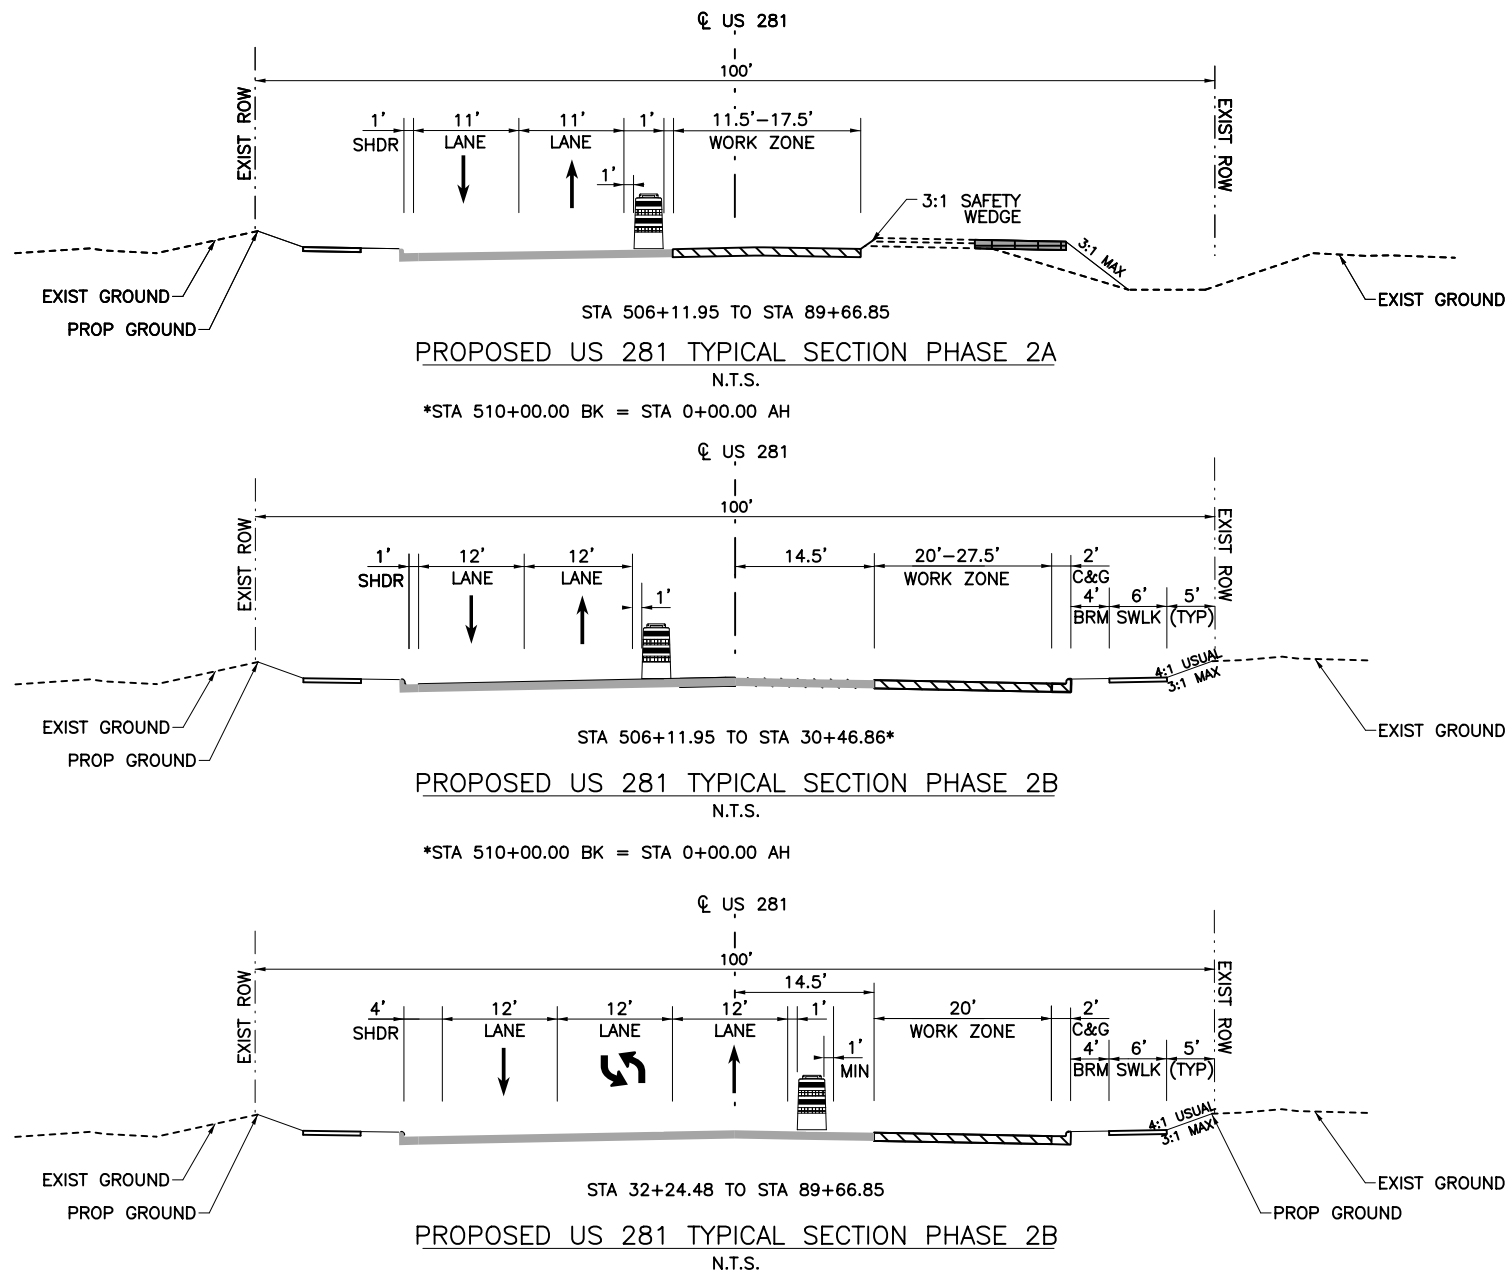 ℄ US 281
100'
EXIST ROW
EXIST ROW
1'
SHDR
11'
LANE
11'
LANE
1'
1'
11.5'-17.5'
WORK ZONE
3:1 SAFETY
WEDGE
3:1 MAX
EXIST GROUND
PROP GROUND
EXIST GROUND
STA 506+11.95 TO STA 89+66.85
PROPOSED US 281 TYPICAL SECTION PHASE 2A
N.T.S.
*STA 510+00.00 BK = STA 0+00.00 AH
℄ US 281
100'
EXIST ROW
EXIST ROW
1'
SHDR
12'
LANE
12'
LANE
1'
14.5'
20'-27.5'
WORK ZONE
2'
C&G
4'
BRM
6'
SWLK
5'
(TYP)
4:1 USUAL
3:1 MAX
EXIST GROUND
PROP GROUND
EXIST GROUND
STA 506+11.95 TO STA 30+46.86*
PROPOSED US 281 TYPICAL SECTION PHASE 2B
N.T.S.
*STA 510+00.00 BK = STA 0+00.00 AH
℄ US 281
100'
EXIST ROW
EXIST ROW
14.5'
4'
SHDR
12'
LANE
12'
LANE
12'
LANE
1'
1'
MIN
20'
WORK ZONE
2'
C&G
4'
BRM
6'
SWLK
5'
(TYP)
4:1 USUAL
3:1 MAX
EXIST GROUND
PROP GROUND
EXIST GROUND
PROP GROUND
STA 32+24.48 TO STA 89+66.85
PROPOSED US 281 TYPICAL SECTION PHASE 2B
N.T.S.